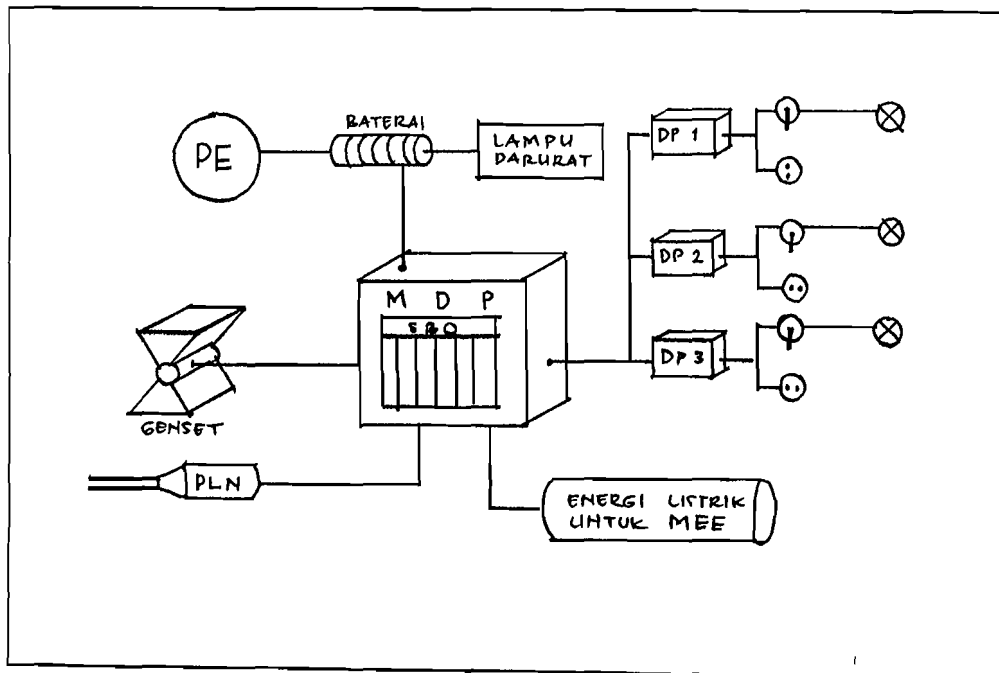 BATERAI
PE
LAMPU
DARURAT
DP 1
DP 2
M D P
DP 3
GENSET
PLN
ENERGI LISTRIK
UNTUK MEE